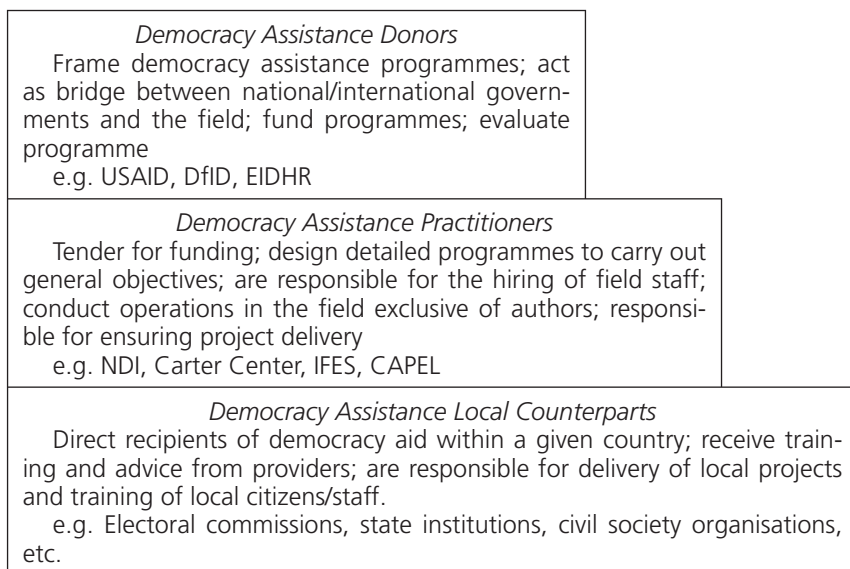 Democracy Assistance Donors
Frame democracy assistance programmes; act
as bridge between national/international govern-
ments and the field; fund programmes; evaluate
programme
e.g. USAID, DfID, EIDHR
Democracy Assistance Practitioners
Tender for funding; design detailed programmes to carry out
general objectives; are responsible for the hiring of field staff;
conduct operations in the field exclusive of authors; responsi-
ble for ensuring project delivery
e.g. NDI, Carter Center, IFES, CAPEL
Democracy Assistance Local Counterparts
Direct recipients of democracy aid within a given country; receive train-
ing and advice from providers; are responsible for delivery of local projects
and training of local citizens/staff.
e.g. Electoral commissions, state institutions, civil society organisations,
etc.